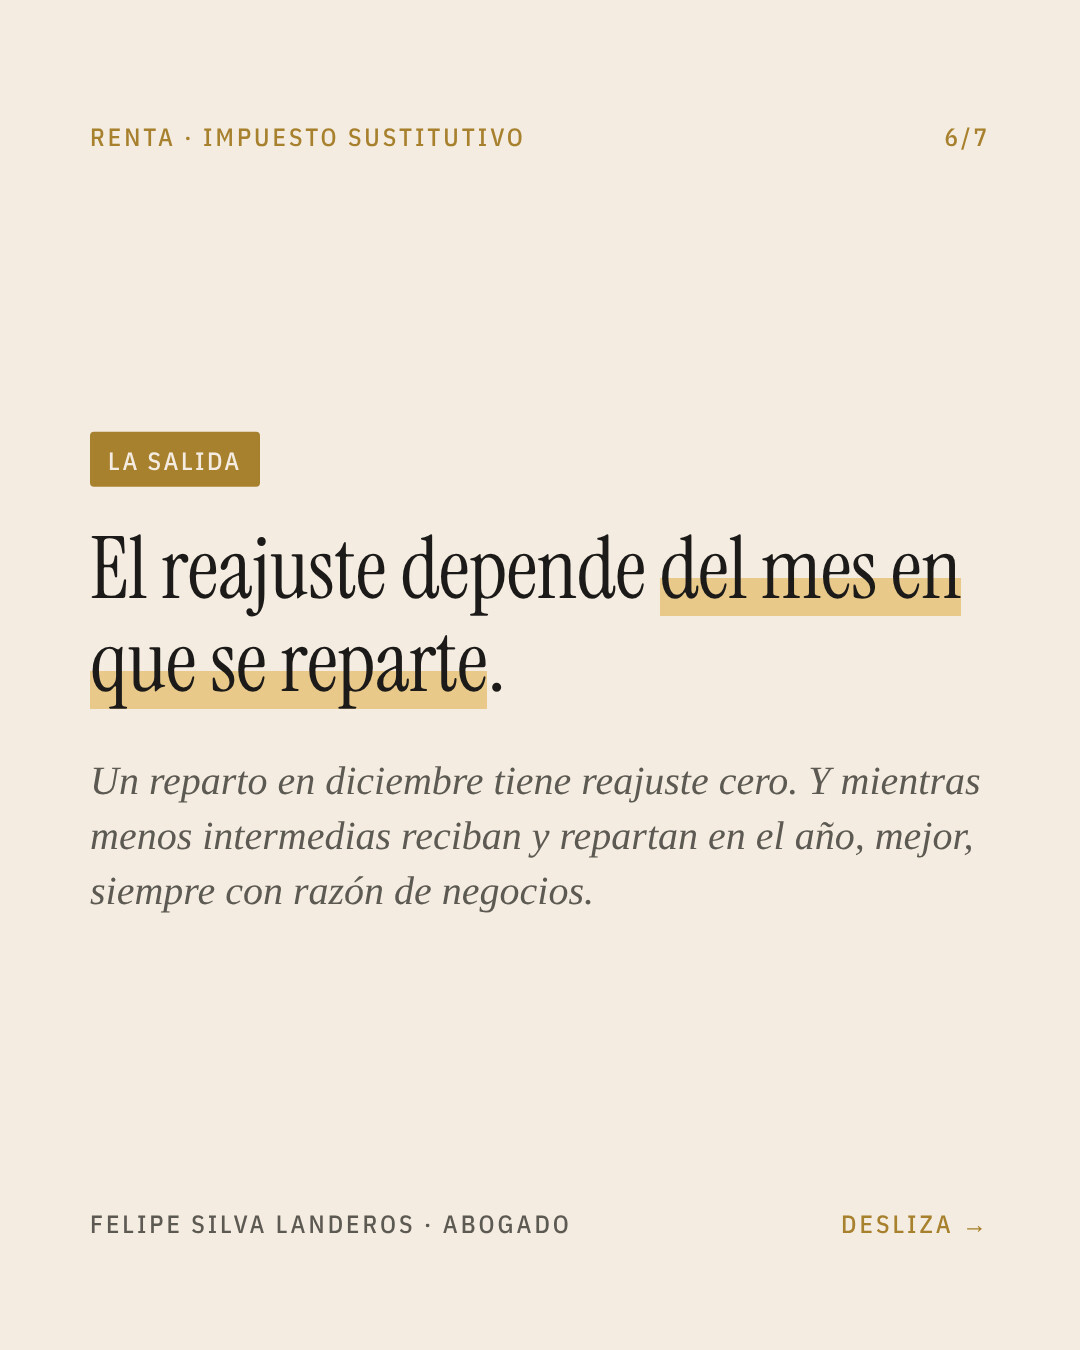 RENTA · IMPUESTO SUSTITUTIVO
6/7
LA SALIDA
El reajuste depende del mes en
que se reparte.
Un reparto en diciembre tiene reajuste cero. Y mientras
menos intermedias reciban y repartan en el año, mejor,
siempre con razón de negocios.
FELIPE SILVA LANDEROS · ABOGADO
DESLIZA →